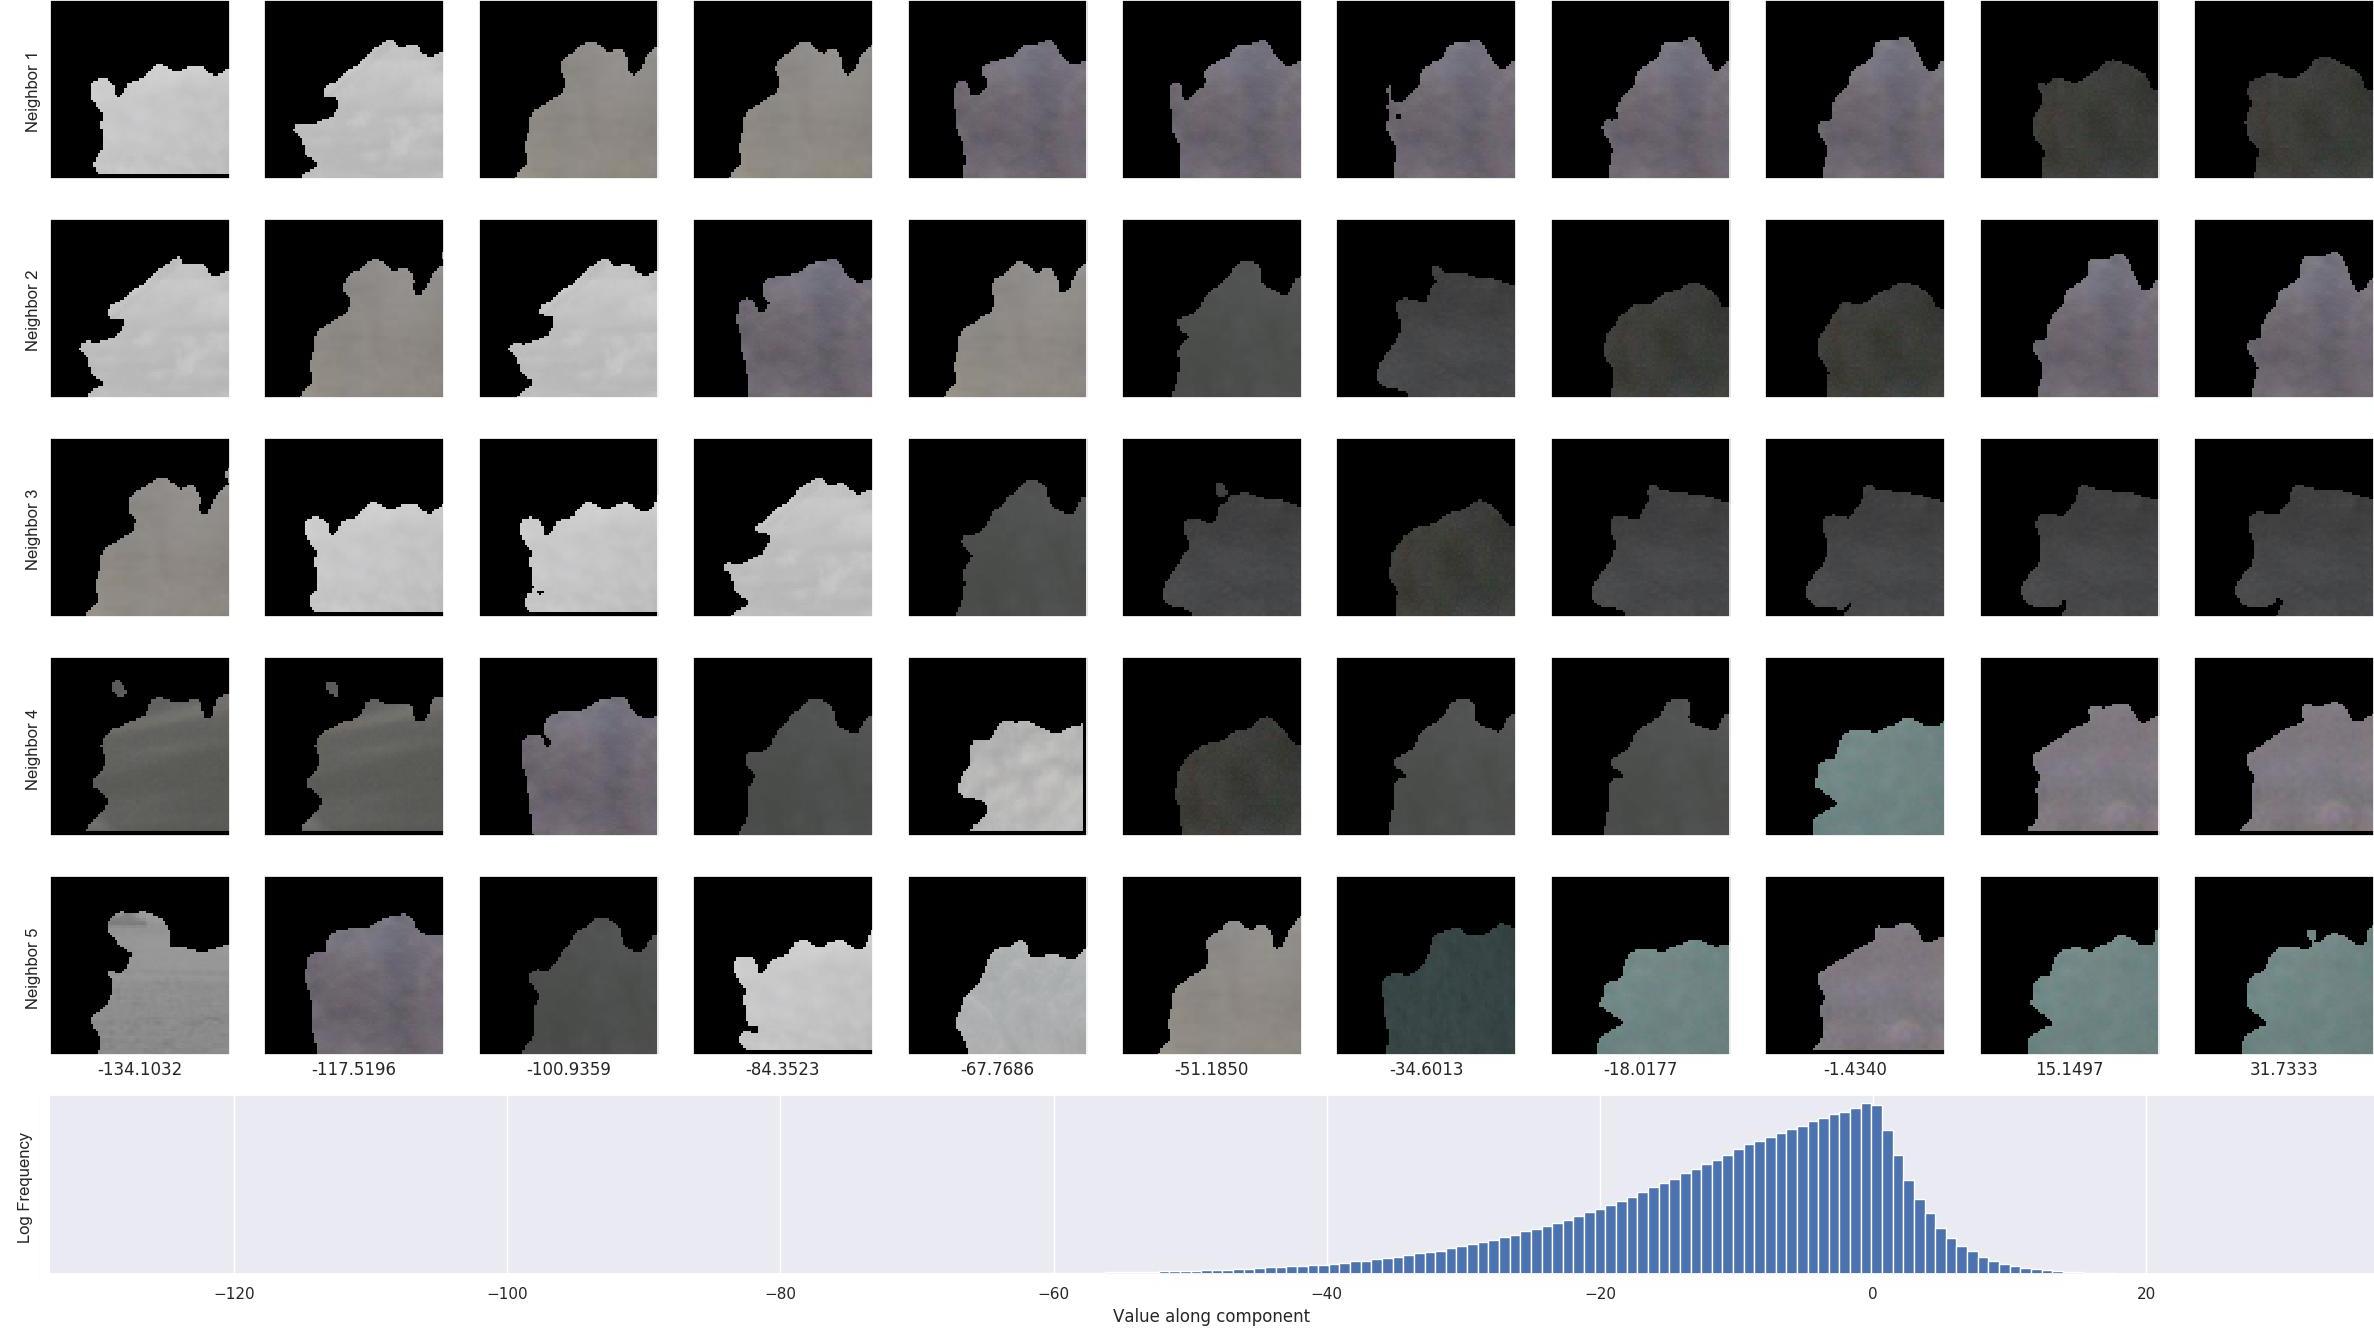 Neighbor 1
Neighbor 2
Neighbor 3
Neighbor 4
Neighbor 5
-134.1032 -117.5196 -100.9359 -84.3523 -67.7686 -51.1850 -34.6013 -18.0177 -1.4340 15.1497 31.7333
Log Frequency
−120 −100 −80 −60 −40 −20 0 20
Value along component